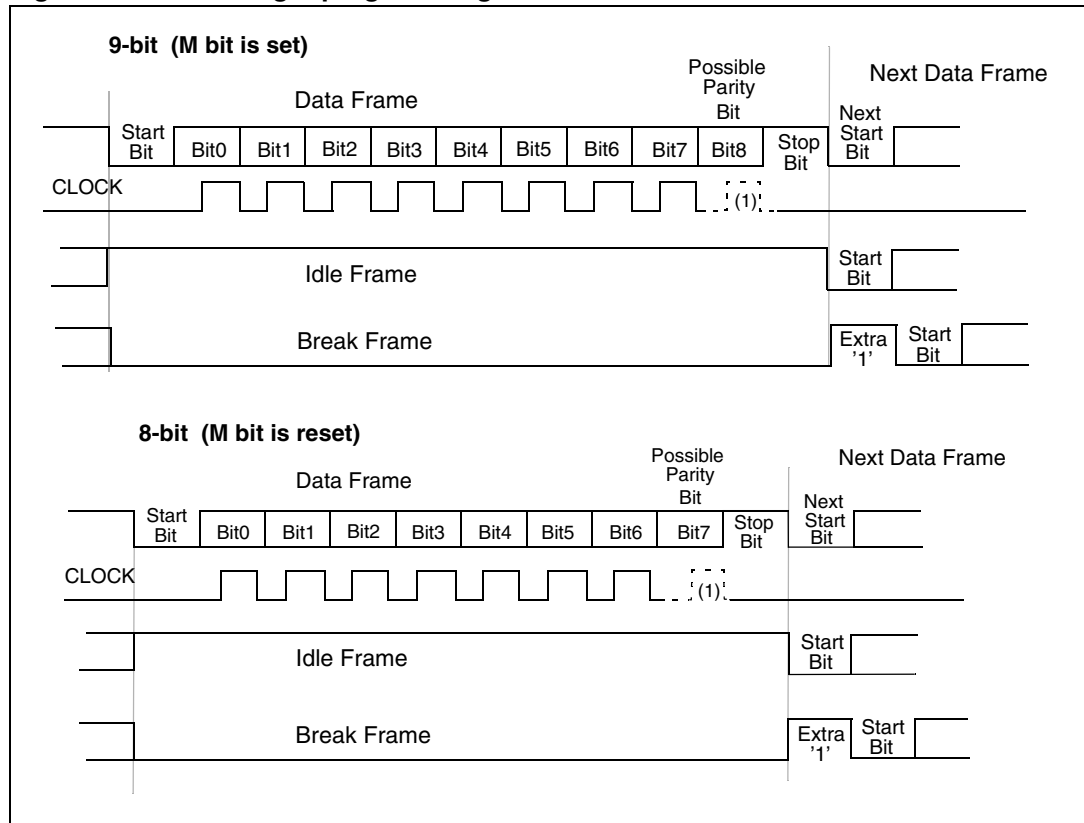 9-bit (M bit is set)
Data Frame
Possible
Parity
Bit
Next Data Frame
Start
Bit
Bit0 Bit1 Bit2 Bit3 Bit4 Bit5 Bit6 Bit7 Bit8
Stop
Bit
Next
Start
Bit
CLOCK
(1)
Idle Frame
Start
Bit
Break Frame
Extra
'1'
Start
Bit
8-bit (M bit is reset)
Data Frame
Possible
Parity
Bit
Next Data Frame
Start
Bit
Bit0 Bit1 Bit2 Bit3 Bit4 Bit5 Bit6 Bit7
Stop
Bit
Next
Start
Bit
CLOCK
(1)
Idle Frame
Start
Bit
Break Frame
Extra
'1'
Start
Bit